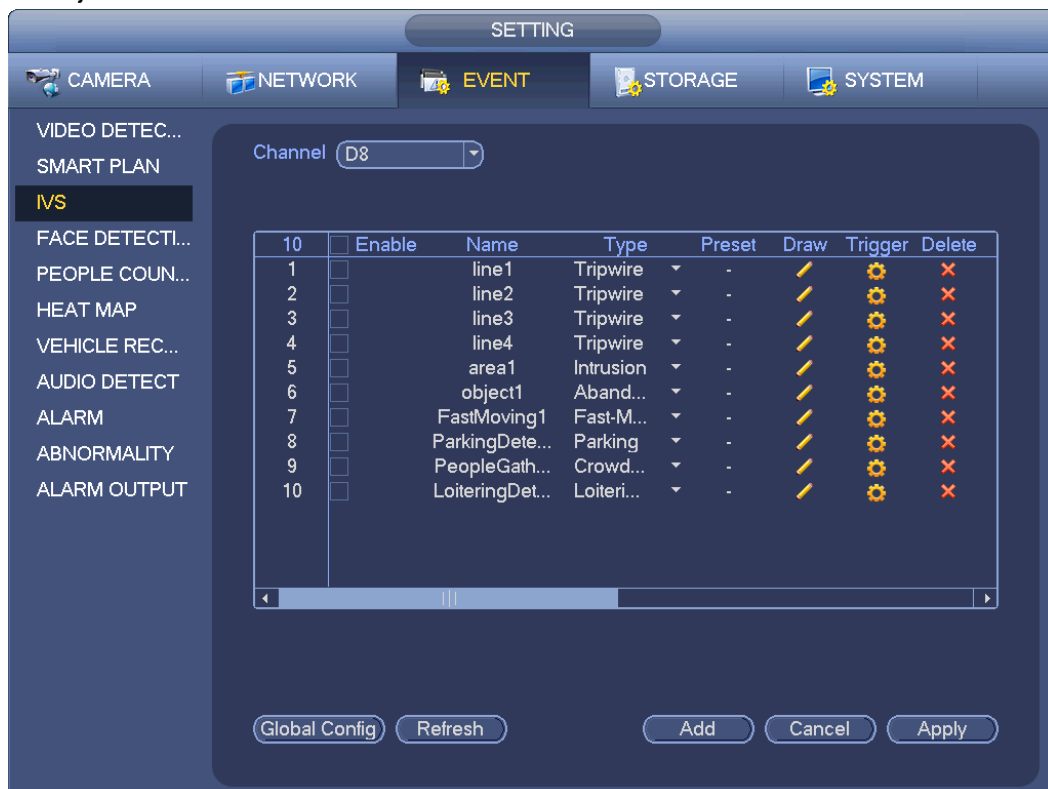 SETTING
CAMERA NETWORK EVENT STORAGE SYSTEM
VIDEO DETEC...
SMART PLAN
IVS
FACE DETECTI...
PEOPLE COUN...
HEAT MAP
VEHICLE REC...
AUDIO DETECT
ALARM
ABNORMALITY
ALARM OUTPUT
Channel D8
10 Enable Name Type Preset Draw Trigger Delete
1 line1 Tripwire -
2 line2 Tripwire -
3 line3 Tripwire -
4 line4 Tripwire -
5 area1 Intrusion -
6 object1 Aband... -
7 FastMoving1 Fast-M... -
8 ParkingDete... Parking -
9 PeopleGath... Crowd... -
10 LoiteringDet... Loiteri... -
Global Config Refresh Add Cancel Apply